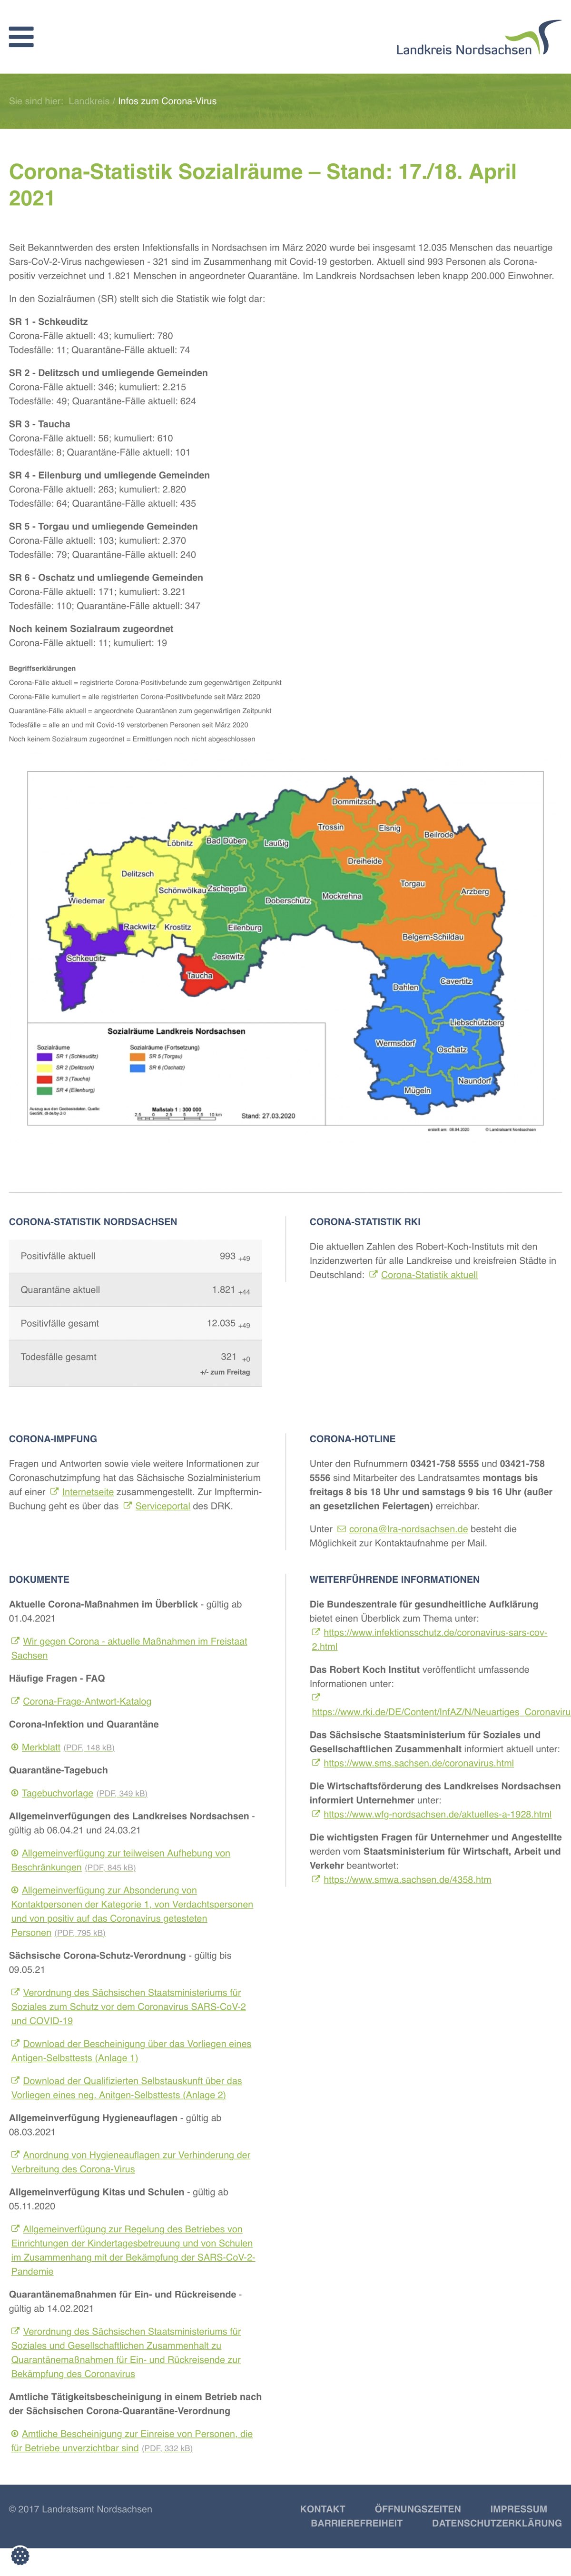 Landkreis Nordsachsen
Sie sind hier: Landkreis / Infos zum Corona-Virus
Corona-Statistik Sozialräume – Stand: 17./18. April
2021
Seit Bekanntwerden des ersten Infektionsfalls in Nordsachsen im März 2020 wurde bei insgesamt 12.035 Menschen das neuartige
Sars-CoV-2-Virus nachgewiesen - 321 sind im Zusammenhang mit Covid-19 gestorben. Aktuell sind 993 Personen als Corona-
positiv verzeichnet und 1.821 Menschen in angeordneter Quarantäne. Im Landkreis Nordsachsen leben knapp 200.000 Einwohner.
In den Sozialräumen (SR) stellt sich die Statistik wie folgt dar:
SR 1 - Schkeuditz
Corona-Fälle aktuell: 43; kumuliert: 780
Todesfälle: 11; Quarantäne-Fälle aktuell: 74
SR 2 - Delitzsch und umliegende Gemeinden
Corona-Fälle aktuell: 346; kumuliert: 2.215
Todesfälle: 49; Quarantäne-Fälle aktuell: 624
SR 3 - Taucha
Corona-Fälle aktuell: 56; kumuliert: 610
Todesfälle: 8; Quarantäne-Fälle aktuell: 101
SR 4 - Eilenburg und umliegende Gemeinden
Corona-Fälle aktuell: 263; kumuliert: 2.820
Todesfälle: 64; Quarantäne-Fälle aktuell: 435
SR 5 - Torgau und umliegende Gemeinden
Corona-Fälle aktuell: 103; kumuliert: 2.370
Todesfälle: 79; Quarantäne-Fälle aktuell: 240
SR 6 - Oschatz und umliegende Gemeinden
Corona-Fälle aktuell: 171; kumuliert: 3.221
Todesfälle: 110; Quarantäne-Fälle aktuell: 347
Noch keinem Sozialraum zugeordnet
Corona-Fälle aktuell: 11; kumuliert: 19
Begriffserklärungen
Corona-Fälle aktuell = registrierte Corona-Positivbefunde zum gegenwärtigen Zeitpunkt
Corona-Fälle kumuliert = alle registrierten Corona-Positivbefunde seit März 2020
Quarantäne-Fälle aktuell = angeordnete Quarantänen zum gegenwärtigen Zeitpunkt
Todesfälle = alle an und mit Covid-19 verstorbenen Personen seit März 2020
Noch keinem Sozialraum zugeordnet = Ermittlungen noch nicht abgeschlossen
Dommitzsch
Trossin
Elsnig
Beilrode
Löbnitz
Bad Düben
Laußig
Dreiheide
Delitzsch
Torgau
Schönwölkau
Zschepplin
Arzberg
Mockrehna
Doberschütz
Wiedemar
Rackwitz
Krostitz
Eilenburg
Belgern-Schildau
Schkeuditz
Jesewitz
Taucha
Cavertitz
Dahlen
Liebschützberg
Wermsdorf
Oschatz
Naundorf
Mügeln
Sozialräume Landkreis Nordsachsen
Sozialräume
Sozialräume (Fortsetzung)
SR 1 (Schkeuditz)
SR 5 (Torgau)
SR 2 (Delitzsch)
SR 6 (Oschatz)
SR 3 (Taucha)
SR 4 (Eilenburg)
Auszug aus den Geobasisdaten, Quelle:
GeoSN, dl-de/by-2-0
Maßstab 1 : 300 000
2,5 0 2,5 5 7,5 10 km
Stand: 27.03.2020
erstellt am: 08.04.2020 © Landratsamt Nordsachsen
CORONA-STATISTIK NORDSACHSEN
Positivfälle aktuell 993 +49
Quarantäne aktuell 1.821 +44
Positivfälle gesamt 12.035 +49
Todesfälle gesamt 321 +0
+/- zum Freitag
CORONA-STATISTIK RKI
Die aktuellen Zahlen des Robert-Koch-Instituts mit den
Inzidenzwerten für alle Landkreise und kreisfreien Städte in
Deutschland: Corona-Statistik aktuell
CORONA-IMPFUNG
Fragen und Antworten sowie viele weitere Informationen zur
Coronaschutzimpfung hat das Sächsische Sozialministerium
auf einer Internetseite zusammengestellt. Zur Impftermin-
Buchung geht es über das Serviceportal des DRK.
CORONA-HOTLINE
Unter den Rufnummern 03421-758 5555 und 03421-758
5556 sind Mitarbeiter des Landratsamtes montags bis
freitags 8 bis 18 Uhr und samstags 9 bis 16 Uhr (außer
an gesetzlichen Feiertagen) erreichbar.
Unter corona@lra-nordsachsen.de besteht die
Möglichkeit zur Kontaktaufnahme per Mail.
DOKUMENTE
Aktuelle Corona-Maßnahmen im Überblick - gültig ab
01.04.2021
Wir gegen Corona - aktuelle Maßnahmen im Freistaat
Sachsen
Häufige Fragen - FAQ
Corona-Frage-Antwort-Katalog
Corona-Infektion und Quarantäne
Merkblatt (PDF, 148 kB)
Quarantäne-Tagebuch
Tagebuchvorlage (PDF, 349 kB)
Allgemeinverfügungen des Landkreises Nordsachsen -
gültig ab 06.04.21 und 24.03.21
Allgemeinverfügung zur teilweisen Aufhebung von
Beschränkungen (PDF, 845 kB)
Allgemeinverfügung zur Absonderung von
Kontaktpersonen der Kategorie 1, von Verdachtspersonen
und von positiv auf das Coronavirus getesteten
Personen (PDF, 795 kB)
Sächsische Corona-Schutz-Verordnung - gültig bis
09.05.21
Verordnung des Sächsischen Staatsministeriums für
Soziales zum Schutz vor dem Coronavirus SARS-CoV-2
und COVID-19
Download der Bescheinigung über das Vorliegen eines
Antigen-Selbsttests (Anlage 1)
Download der Qualifizierten Selbstauskunft über das
Vorliegen eines neg. Anitgen-Selbsttests (Anlage 2)
Allgemeinverfügung Hygieneauflagen - gültig ab
08.03.2021
Anordnung von Hygieneauflagen zur Verhinderung der
Verbreitung des Corona-Virus
Allgemeinverfügung Kitas und Schulen - gültig ab
05.11.2020
Allgemeinverfügung zur Regelung des Betriebes von
Einrichtungen der Kindertagesbetreuung und von Schulen
im Zusammenhang mit der Bekämpfung der SARS-CoV-2-
Pandemie
Quarantänemaßnahmen für Ein- und Rückreisende -
gültig ab 14.02.2021
Verordnung des Sächsischen Staatsministeriums für
Soziales und Gesellschaftlichen Zusammenhalt zu
Quarantänemaßnahmen für Ein- und Rückreisende zur
Bekämpfung des Coronavirus
Amtliche Tätigkeitsbescheinigung in einem Betrieb nach
der Sächsischen Corona-Quarantäne-Verordnung
Amtliche Bescheinigung zur Einreise von Personen, die
für Betriebe unverzichtbar sind (PDF, 332 kB)
WEITERFÜHRENDE INFORMATIONEN
Die Bundeszentrale für gesundheitliche Aufklärung
bietet einen Überblick zum Thema unter:
https://www.infektionsschutz.de/coronavirus-sars-cov-
2.html
Das Robert Koch Institut veröffentlicht umfassende
Informationen unter:
https://www.rki.de/DE/Content/InfAZ/N/Neuartiges_Coronaviru
Das Sächsische Staatsministerium für Soziales und
Gesellschaftlichen Zusammenhalt informiert aktuell unter:
https://www.sms.sachsen.de/coronavirus.html
Die Wirtschaftsförderung des Landkreises Nordsachsen
informiert Unternehmer unter:
https://www.wfg-nordsachsen.de/aktuelles-a-1928.html
Die wichtigsten Fragen für Unternehmer und Angestellte
werden vom Staatsministerium für Wirtschaft, Arbeit und
Verkehr beantwortet:
https://www.smwa.sachsen.de/4358.htm
© 2017 Landratsamt Nordsachsen
KONTAKT ÖFFNUNGSZEITEN IMPRESSUM
BARRIEREFREIHEIT DATENSCHUTZERKLÄRUNG